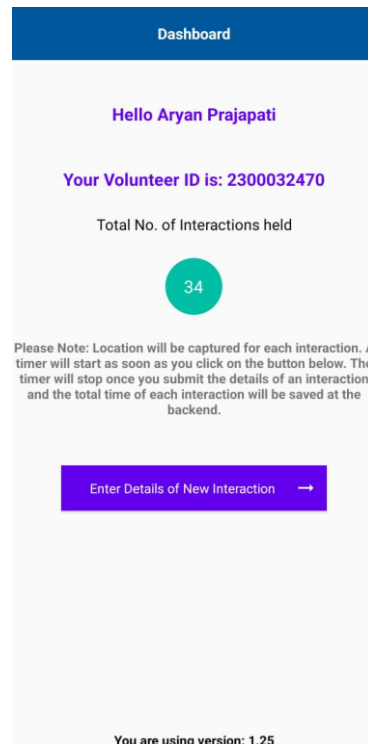 Dashboard
Hello Aryan Prajapati
Your Volunteer ID is: 2300032470
Total No. of Interactions held
34
Please Note: Location will be captured for each interaction.
timer will start as soon as you click on the button below. The
timer will stop once you submit the details of an interaction
and the total time of each interaction will be saved at the
backend.
Enter Details of New Interaction →
You are using version: 1.25